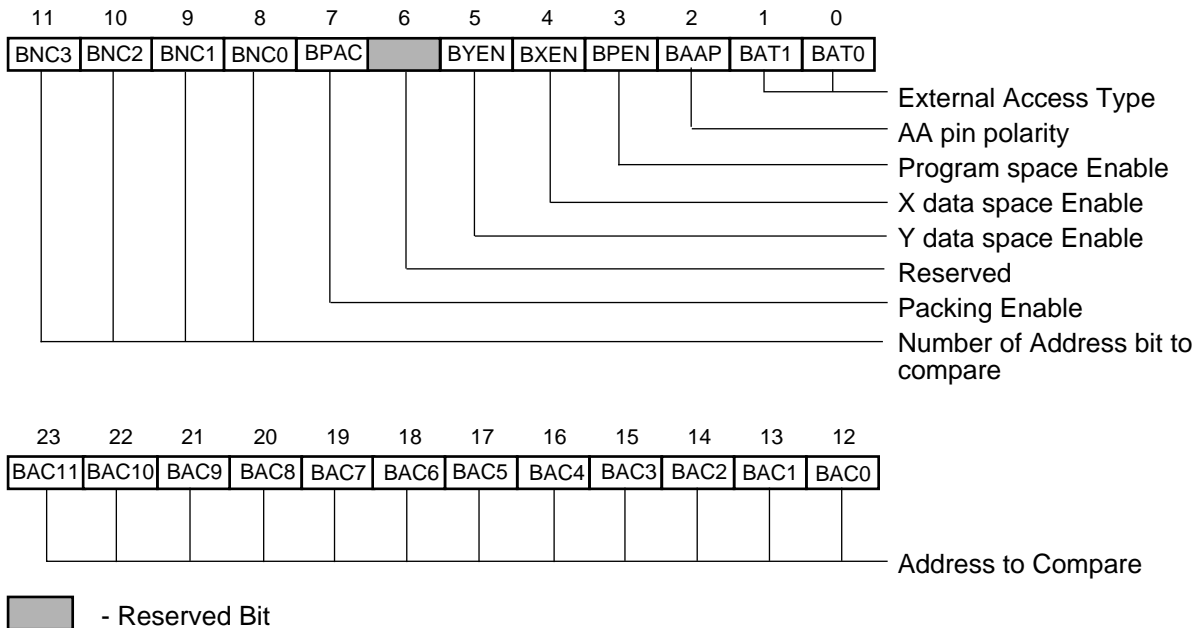 11 10 9 8 7 6 5 4 3 2 1 0
BNC3 BNC2 BNC1 BNC0 BPAC BYEN BXEN BPEN BAAP BAT1 BAT0
External Access Type
AA pin polarity
Program space Enable
X data space Enable
Y data space Enable
Reserved
Packing Enable
Number of Address bit to
compare
23 22 21 20 19 18 17 16 15 14 13 12
BAC11 BAC10 BAC9 BAC8 BAC7 BAC6 BAC5 BAC4 BAC3 BAC2 BAC1 BAC0
Address to Compare
- Reserved Bit